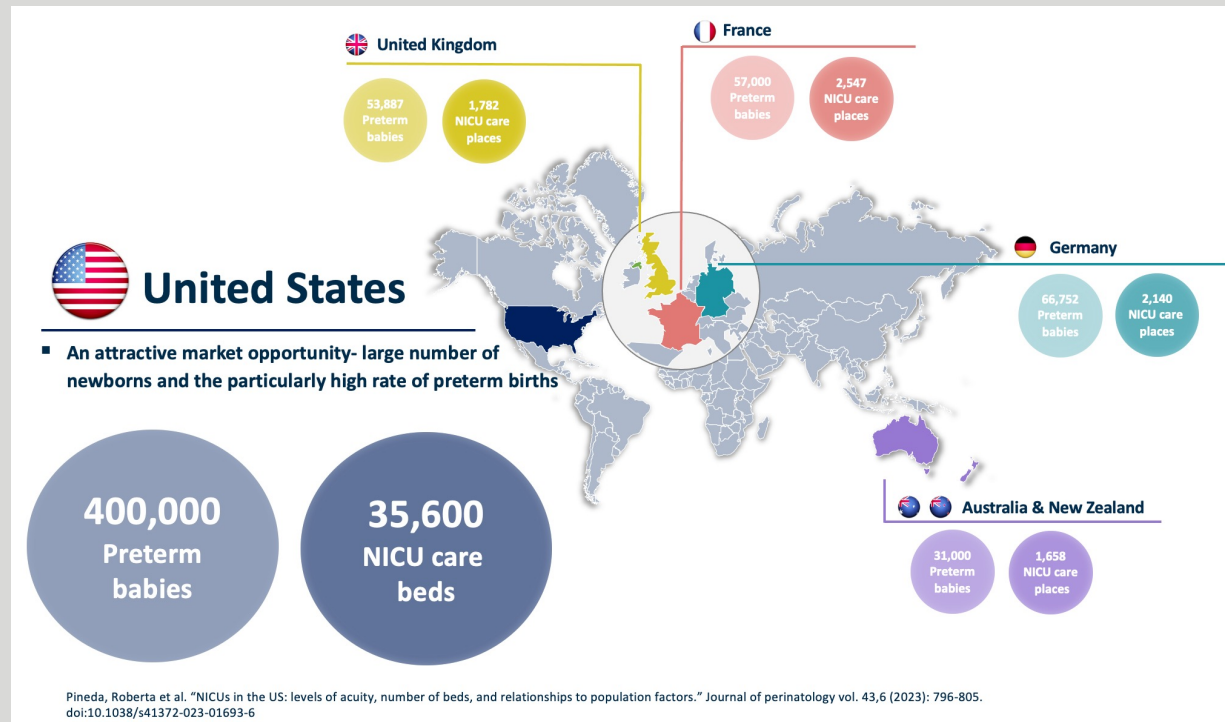 United Kingdom
53,887
Preterm
babies
1,782
NICU care
places
France
57,000
Preterm
babies
2,547
NICU care
places
Germany
66,752
Preterm
babies
2,140
NICU care
places
United States
▪ An attractive market opportunity- large number of
newborns and the particularly high rate of preterm births
400,000
Preterm
babies
35,600
NICU care
beds
Australia & New Zealand
31,000
Preterm
babies
1,658
NICU care
places
Pineda, Roberta et al. “NICUs in the US: levels of acuity, number of beds, and relationships to population factors.” Journal of perinatology vol. 43,6 (2023): 796-805.
doi:10.1038/s41372-023-01693-6